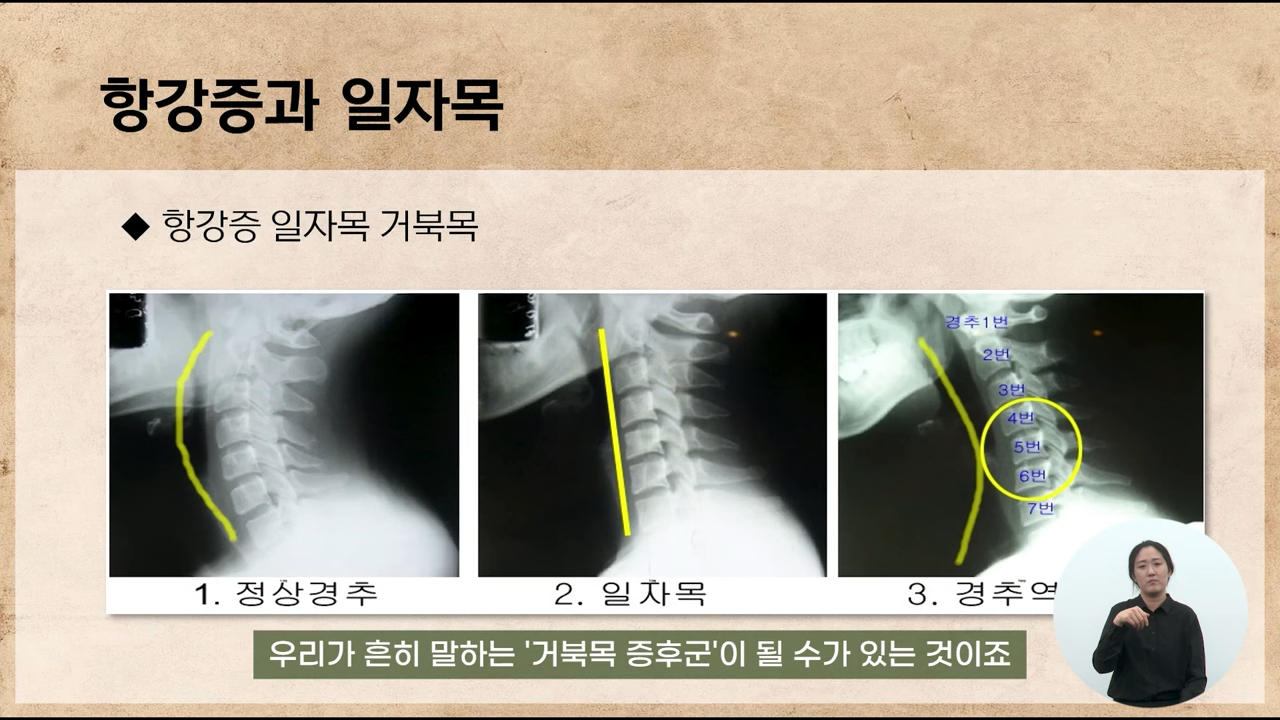 항강증과 일자목
◆ 항강증 일자목 거북목
경추1번
2번
3번
4번
5번
6번
7번
1. 정상경추
2. 일자목
3. 경추역
우리가 흔히 말하는 '거북목 증후군'이 될 수가 있는 것이죠